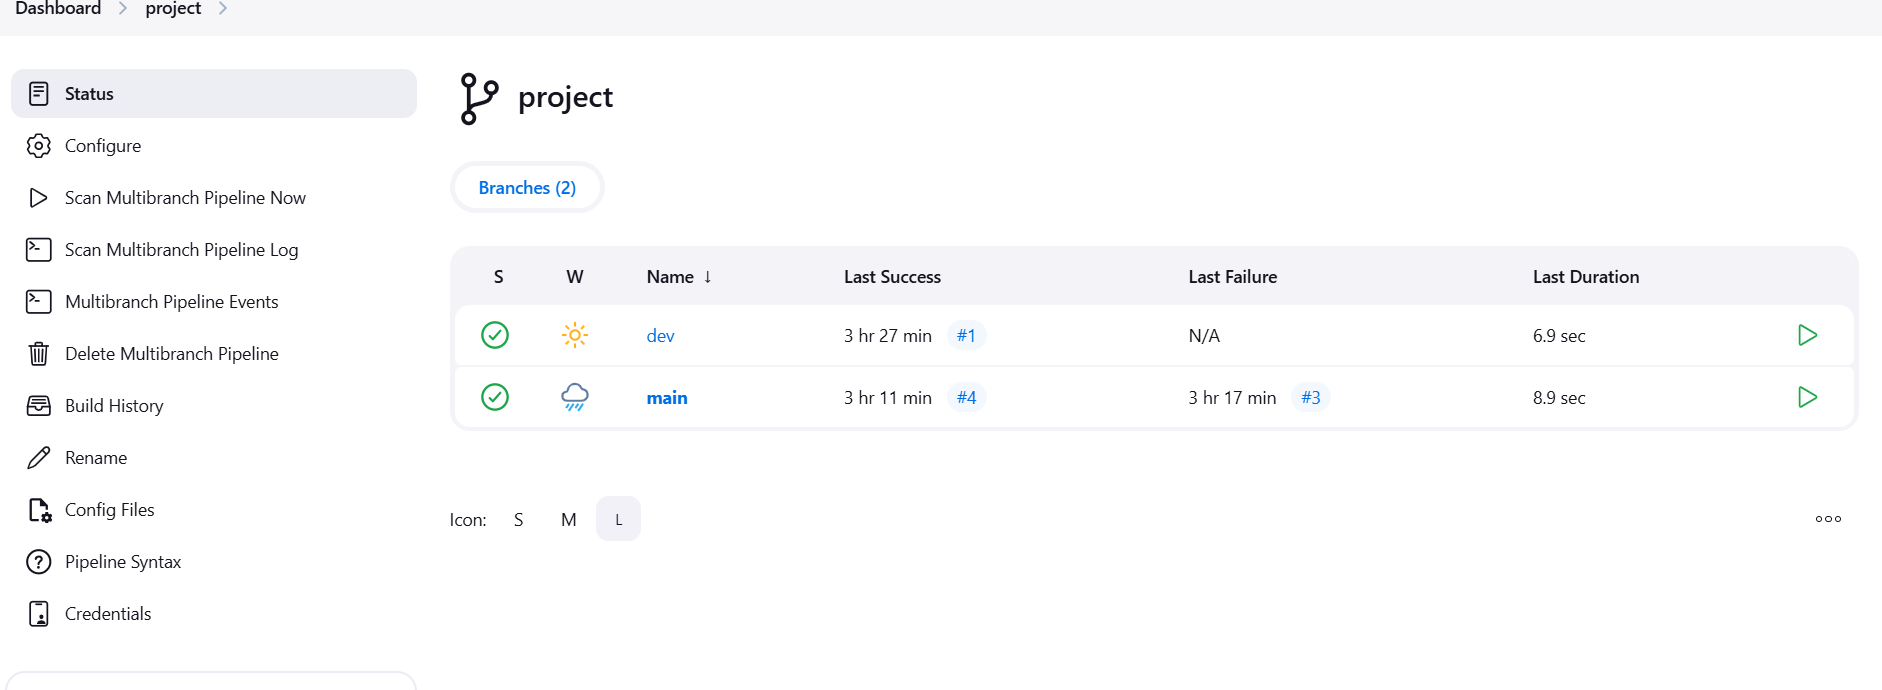 Dashboard project
Status
Configure
Scan Multibranch Pipeline Now
Scan Multibranch Pipeline Log
Multibranch Pipeline Events
Delete Multibranch Pipeline
Build History
Rename
Config Files
Pipeline Syntax
Credentials
project
Branches (2)
S W Name ↓ Last Success Last Failure Last Duration
dev 3 hr 27 min #1 N/A 6.9 sec
main 3 hr 11 min #4 3 hr 17 min #3 8.9 sec
Icon: S M L